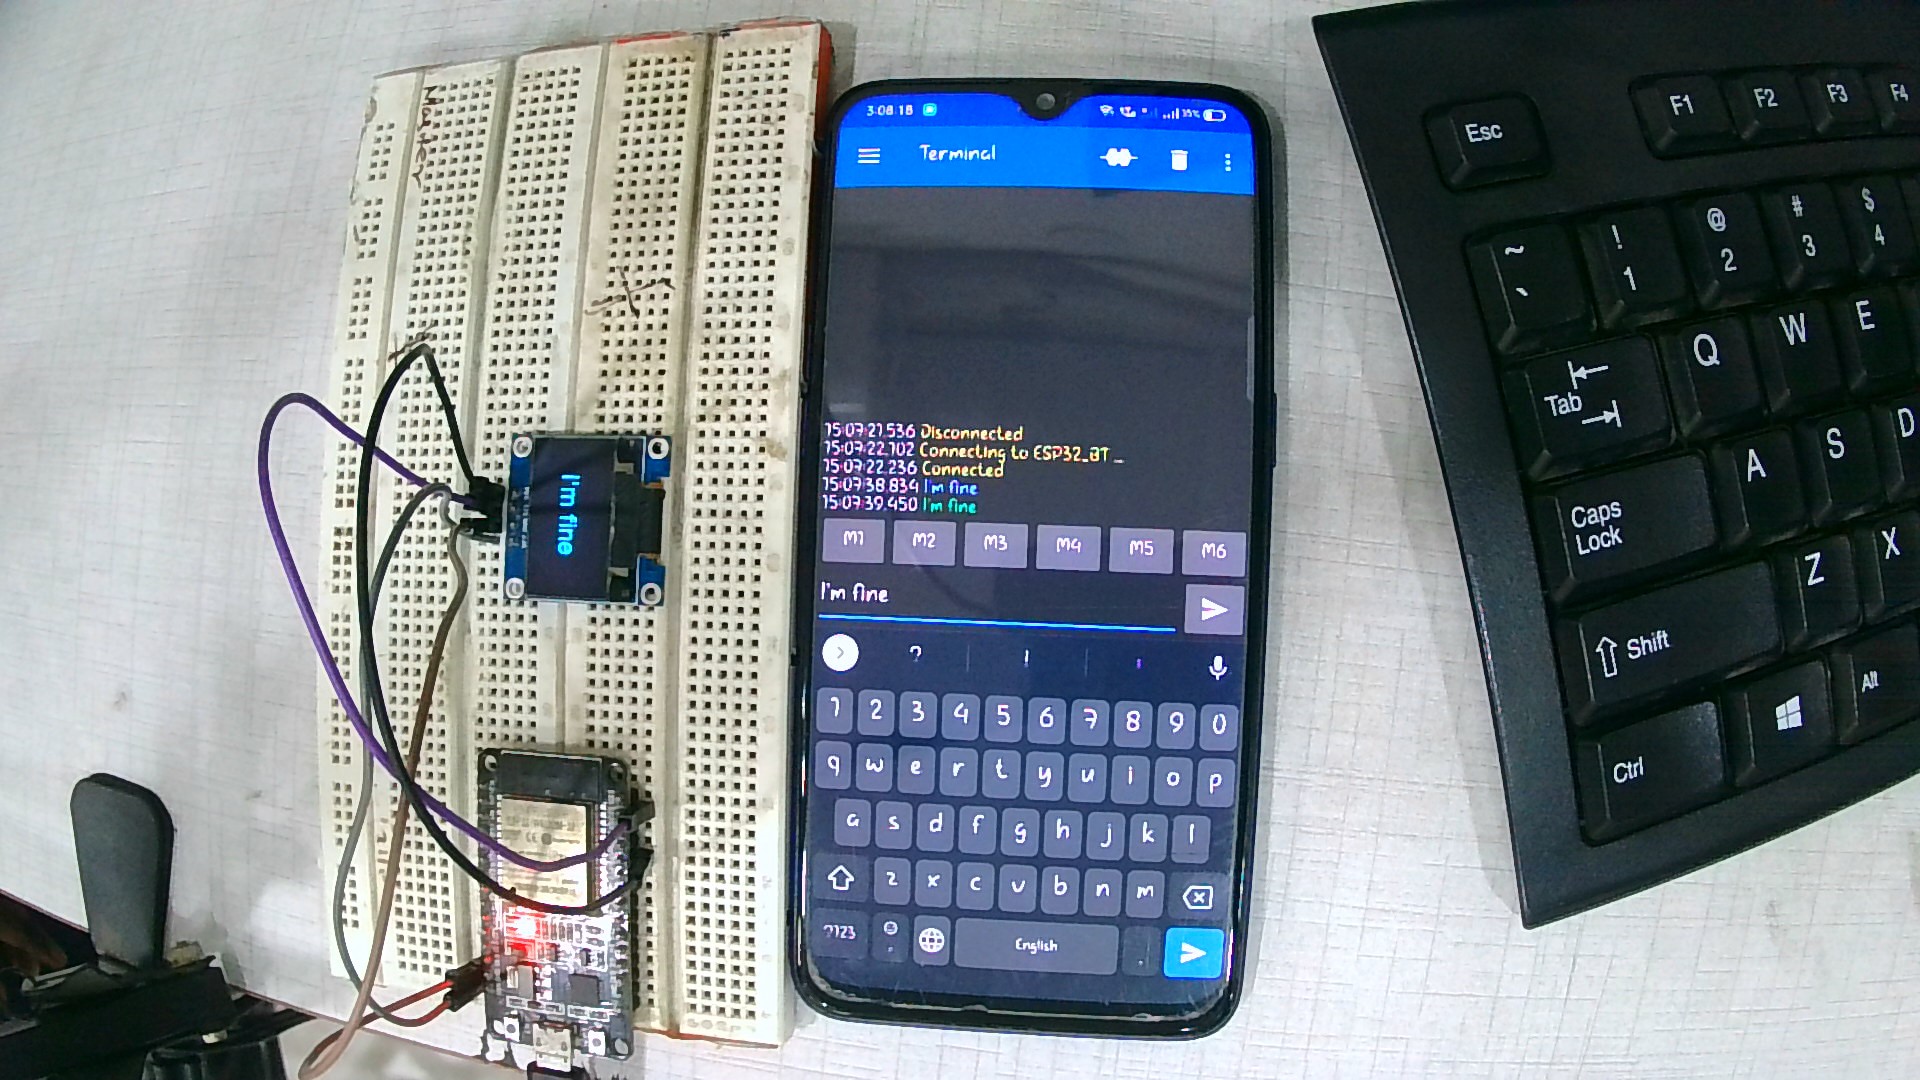 Master
I'm fine
3:08:18
35%
Terminal
15:07:21.536 Disconnected
15:07:22.102 Connecting to ESP32_BT ...
15:07:22.236 Connected
15:07:38.834 I'm fine
15:07:39.450 I'm fine
M1 M2 M3 M4 M5 M6
I'm fine
? ! '
1 2 3 4 5 6 7 8 9 0
q w e r t y u i o p
a s d f g h j k l
z x c v b n m
?123 , English .
Esc F1 F2 F3 F4
~ ` ! 1 @ 2 # 3 $ 4
Tab Q W E
Caps Lock A S D
Shift Z X
Ctrl Alt